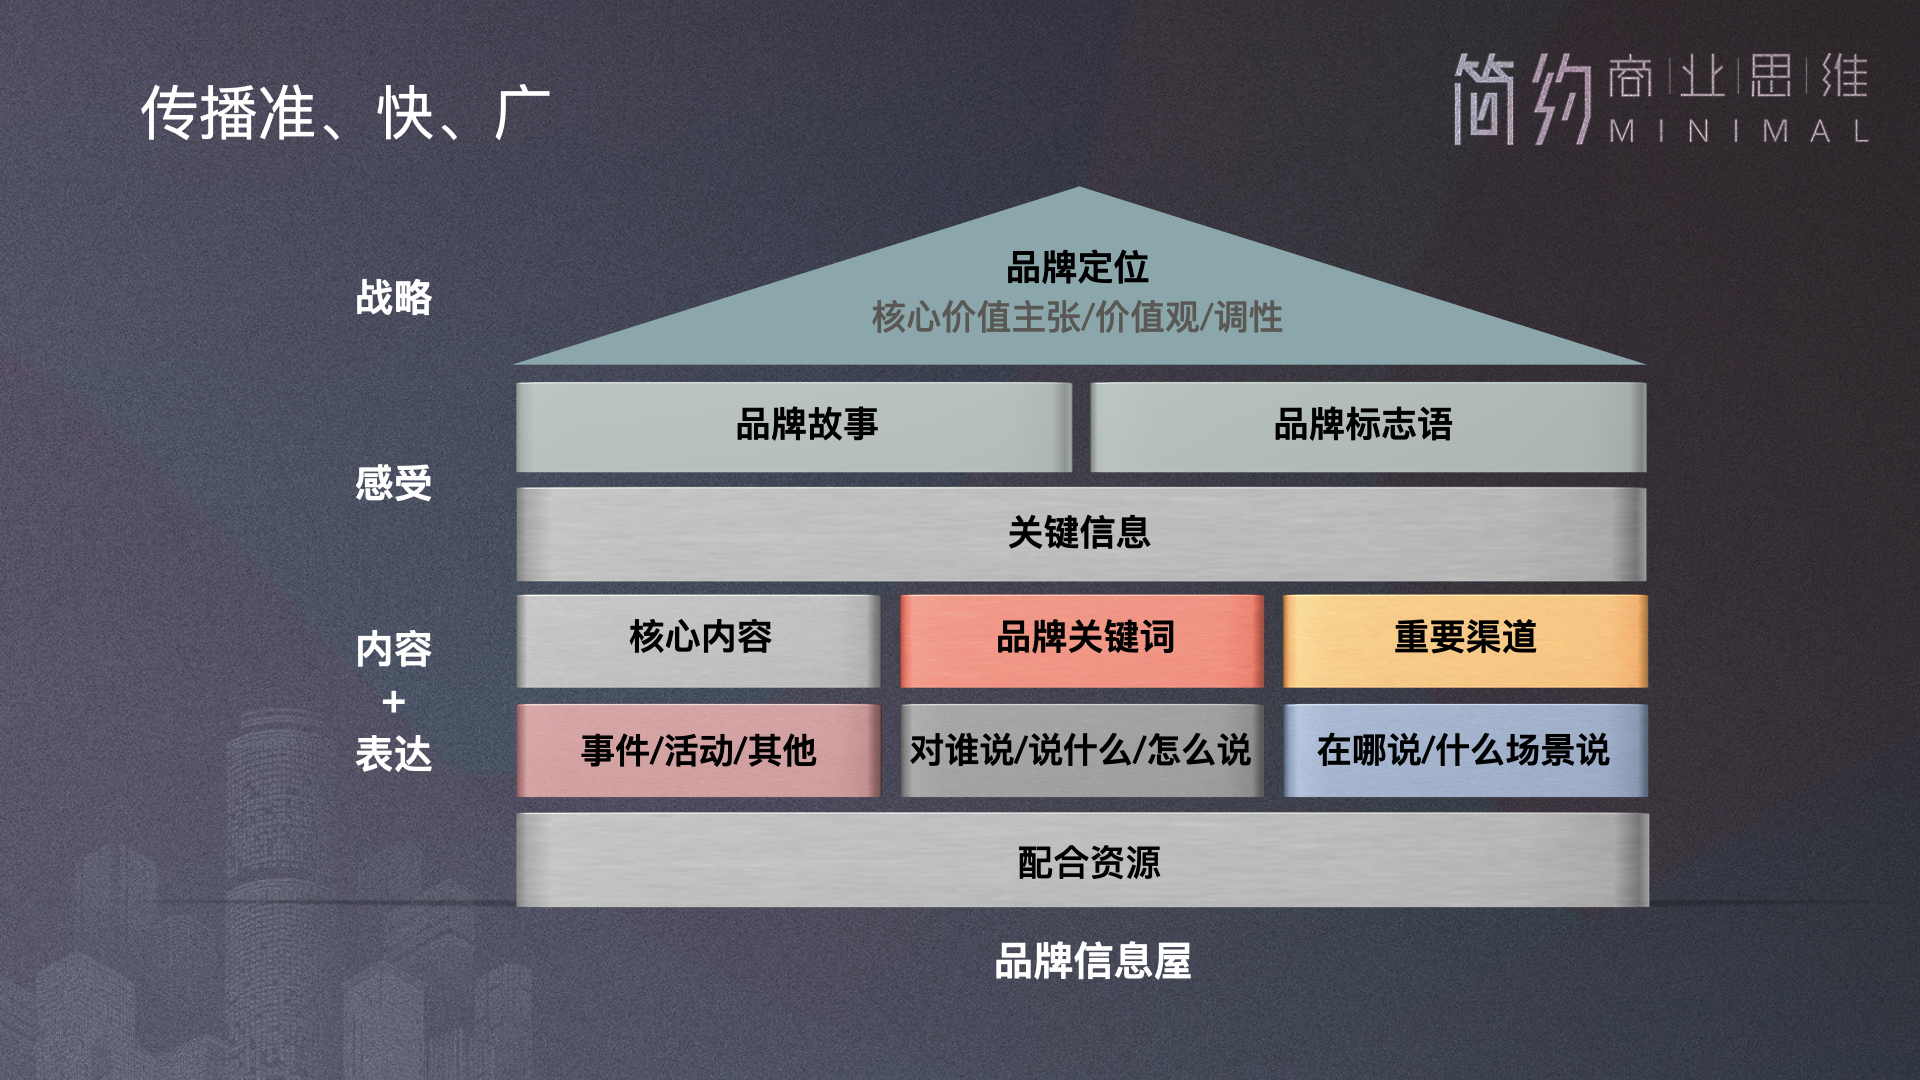 传播准、快、广
简约 商业思维
MINIMAL
战略
品牌定位
核心价值主张/价值观/调性
感受
品牌故事
品牌标志语
关键信息
内容
+
表达
核心内容
品牌关键词
重要渠道
事件/活动/其他
对谁说/说什么/怎么说
在哪说/什么场景说
配合资源
品牌信息屋